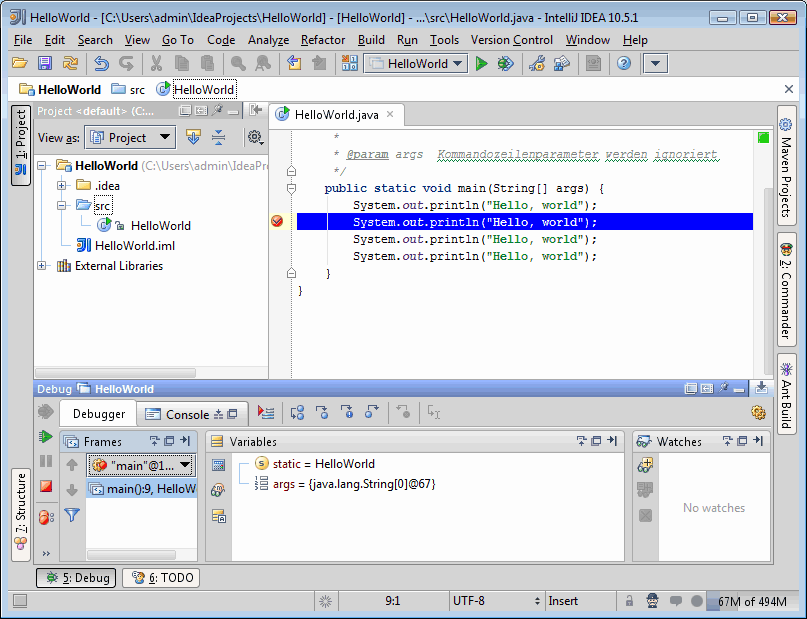 HelloWorld - [C:\Users\admin\IdeaProjects\HelloWorld] - [HelloWorld] - ...\src\HelloWorld.java - IntelliJ IDEA 10.5.1
File Edit Search View Go To Code Analyze Refactor Build Run Tools Version Control Window Help
HelloWorld
HelloWorld src HelloWorld
1: Project
Project <default> (C:...
View as: Project
HelloWorld (C:\Users\admin\IdeaPr
.idea
src
HelloWorld
HelloWorld.iml
External Libraries
HelloWorld.java
*
* @param args Kommandozeilenparameter werden ignoriert
*/
public static void main(String[] args) {
System.out.println("Hello, world");
System.out.println("Hello, world");
System.out.println("Hello, world");
System.out.println("Hello, world");
}
}
Maven Projects
2: Commander
Ant Build
Debug HelloWorld
Debugger Console
Frames
"main"@1...
main():9, HelloW
Variables
static = HelloWorld
args = {java.lang.String[0]@67}
Watches
No watches
7: Structure
5: Debug 6: TODO
9:1 UTF-8 Insert 67M of 494M